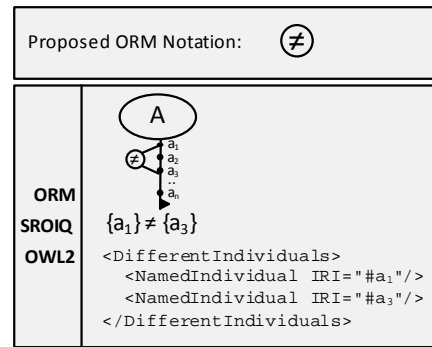 Proposed ORM Notation: ≠
A
a₁
a₂
≠
a₃
..
aₙ
ORM
SROIQ {a₁} ≠ {a₃}
OWL2 <DifferentIndividuals>
<NamedIndividual IRI="#a₁"/>
<NamedIndividual IRI="#a₃"/>
</DifferentIndividuals>